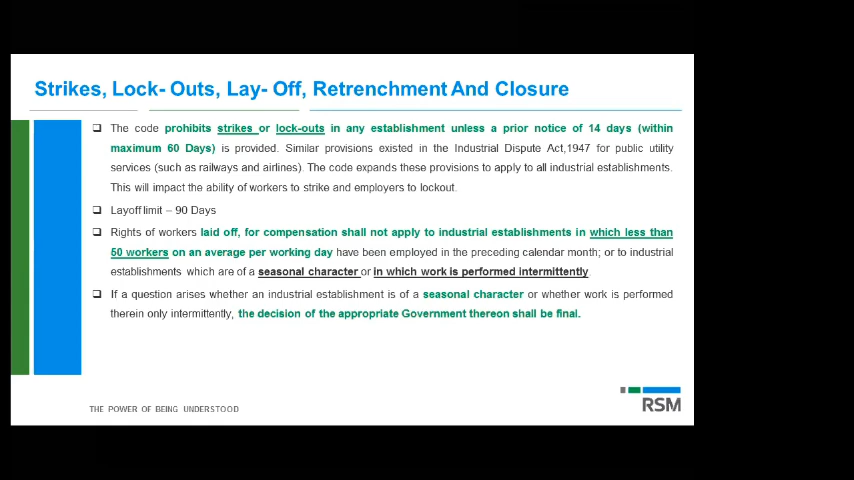 Strikes, Lock- Outs, Lay- Off, Retrenchment And Closure
The code prohibits strikes or lock-outs in any establishment unless a prior notice of 14 days (within
maximum 60 Days) is provided. Similar provisions existed in the Industrial Dispute Act,1947 for public utility
services (such as railways and airlines). The code expands these provisions to apply to all industrial establishments.
This will impact the ability of workers to strike and employers to lockout.
Layoff limit – 90 Days
Rights of workers laid off, for compensation shall not apply to industrial establishments in which less than
50 workers on an average per working day have been employed in the preceding calendar month; or to industrial
establishments which are of a seasonal character or in which work is performed intermittently
If a question arises whether an industrial establishment is of a seasonal character or whether work is performed
therein only intermittently, the decision of the appropriate Government thereon shall be final.
THE POWER OF BEING UNDERSTOOD
RSM